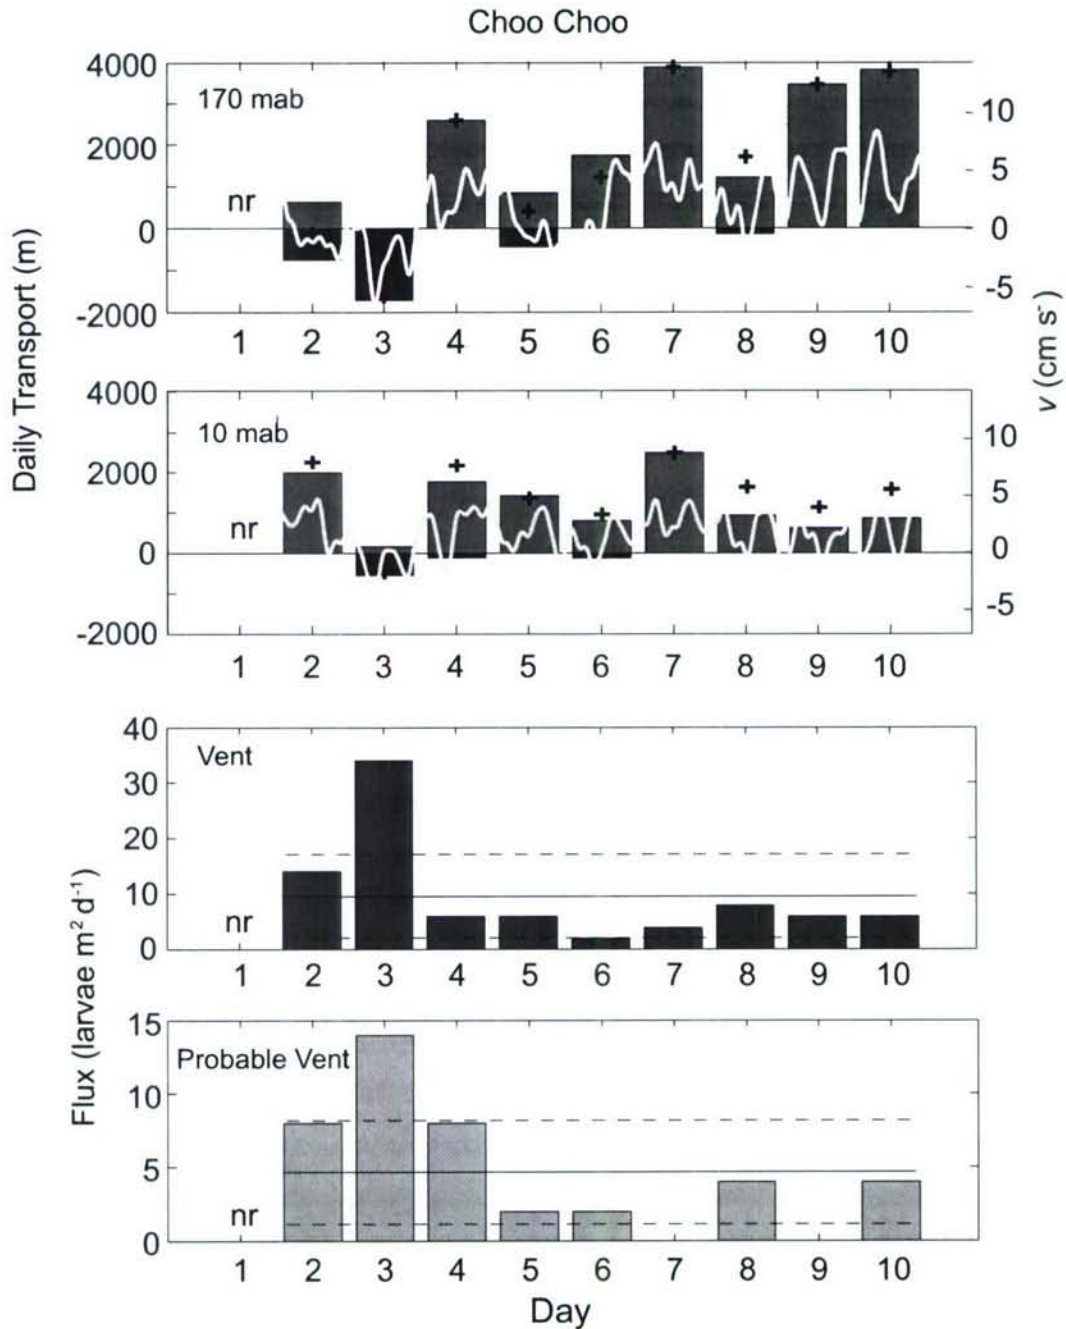 Choo Choo
Daily Transport (m)
v (cm s-)
4000
2000
0
-2000
170 mab
nr
10
5
0
-5
1 2 3 4 5 6 7 8 9 10
4000
2000
0
-2000
10 mab
nr
10
5
0
-5
1 2 3 4 5 6 7 8 9 10
Flux (larvae m² d⁻¹)
40
30
20
10
0
Vent
nr
1 2 3 4 5 6 7 8 9 10
15
10
5
0
Probable Vent
nr
1 2 3 4 5 6 7 8 9 10
Day